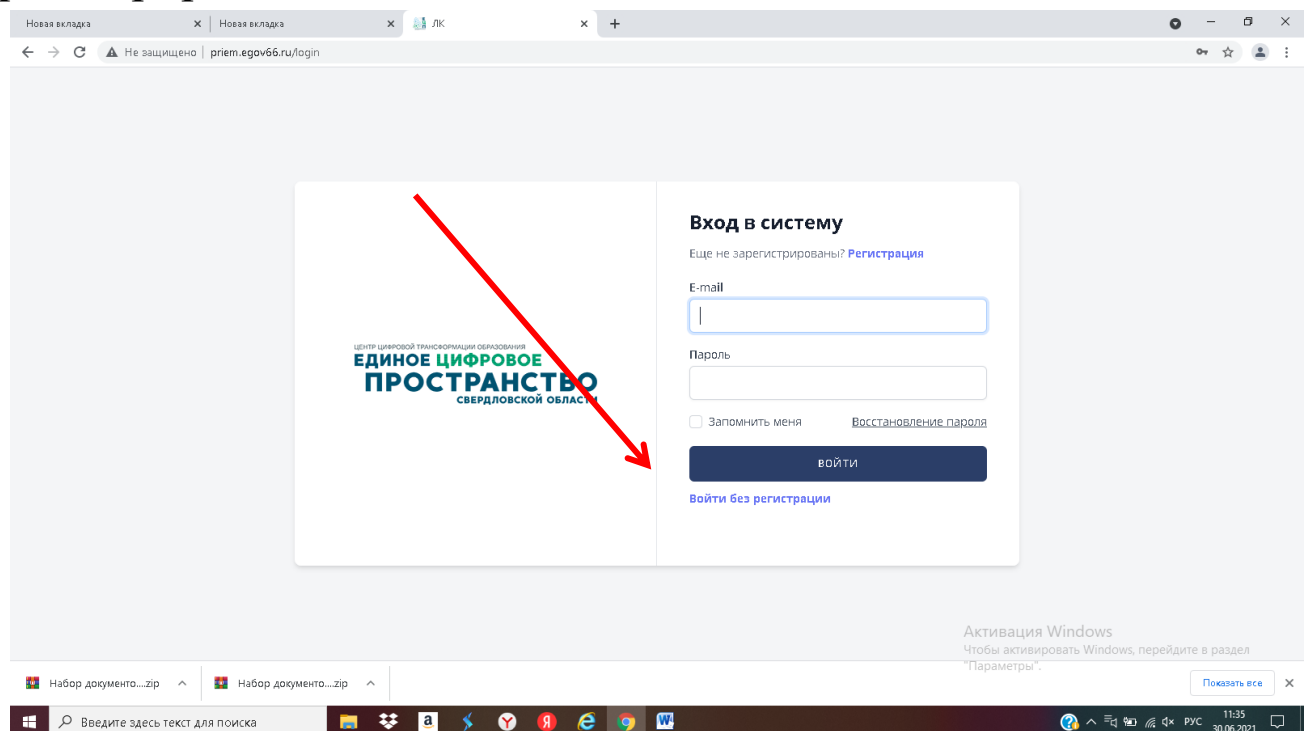 Новая вкладка
Новая вкладка
ЛК
Не защищено | priem.egov66.ru/login
Вход в систему
Еще не зарегистрированы? Регистрация
E-mail
Пароль
Запомнить меня
Восстановление пароля
ВОЙТИ
Войти без регистрации
ЦЕНТР ЦИФРОВОЙ ТРАНСФОРМАЦИИ ОБРАЗОВАНИЯ
ЕДИНОЕ ЦИФРОВОЕ
ПРОСТРАНСТВО
СВЕРДЛОВСКОЙ ОБЛАСТИ
Активация Windows
Чтобы активировать Windows, перейдите в раздел
"Параметры".
Набор документо....zip
Набор документо....zip
Показать все
Введите здесь текст для поиска
РУС
11:35
30.06.2021